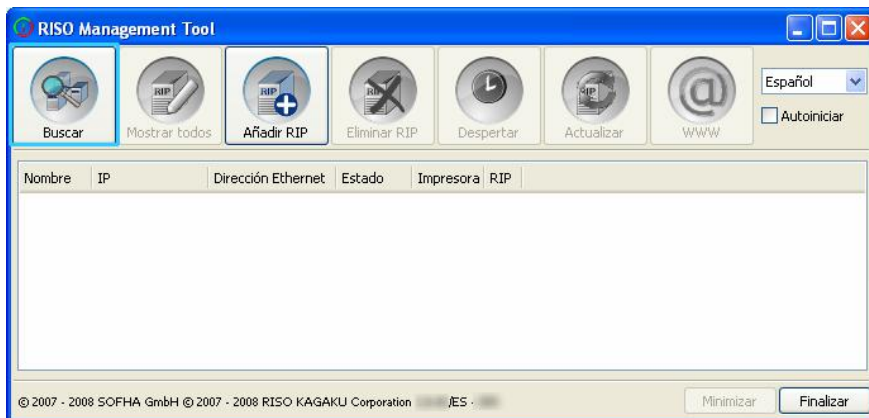 RISO Management Tool
RIP RIP RIP RIP
Buscar Mostrar todos Añadir RIP Eliminar RIP Despertar Actualizar WWW
Español
Autoiniciar
Nombre IP Dirección Ethernet Estado Impresora RIP
© 2007 - 2008 SOFHA GmbH © 2007 - 2008 RISO KAGAKU Corporation /ES -
Minimizar Finalizar